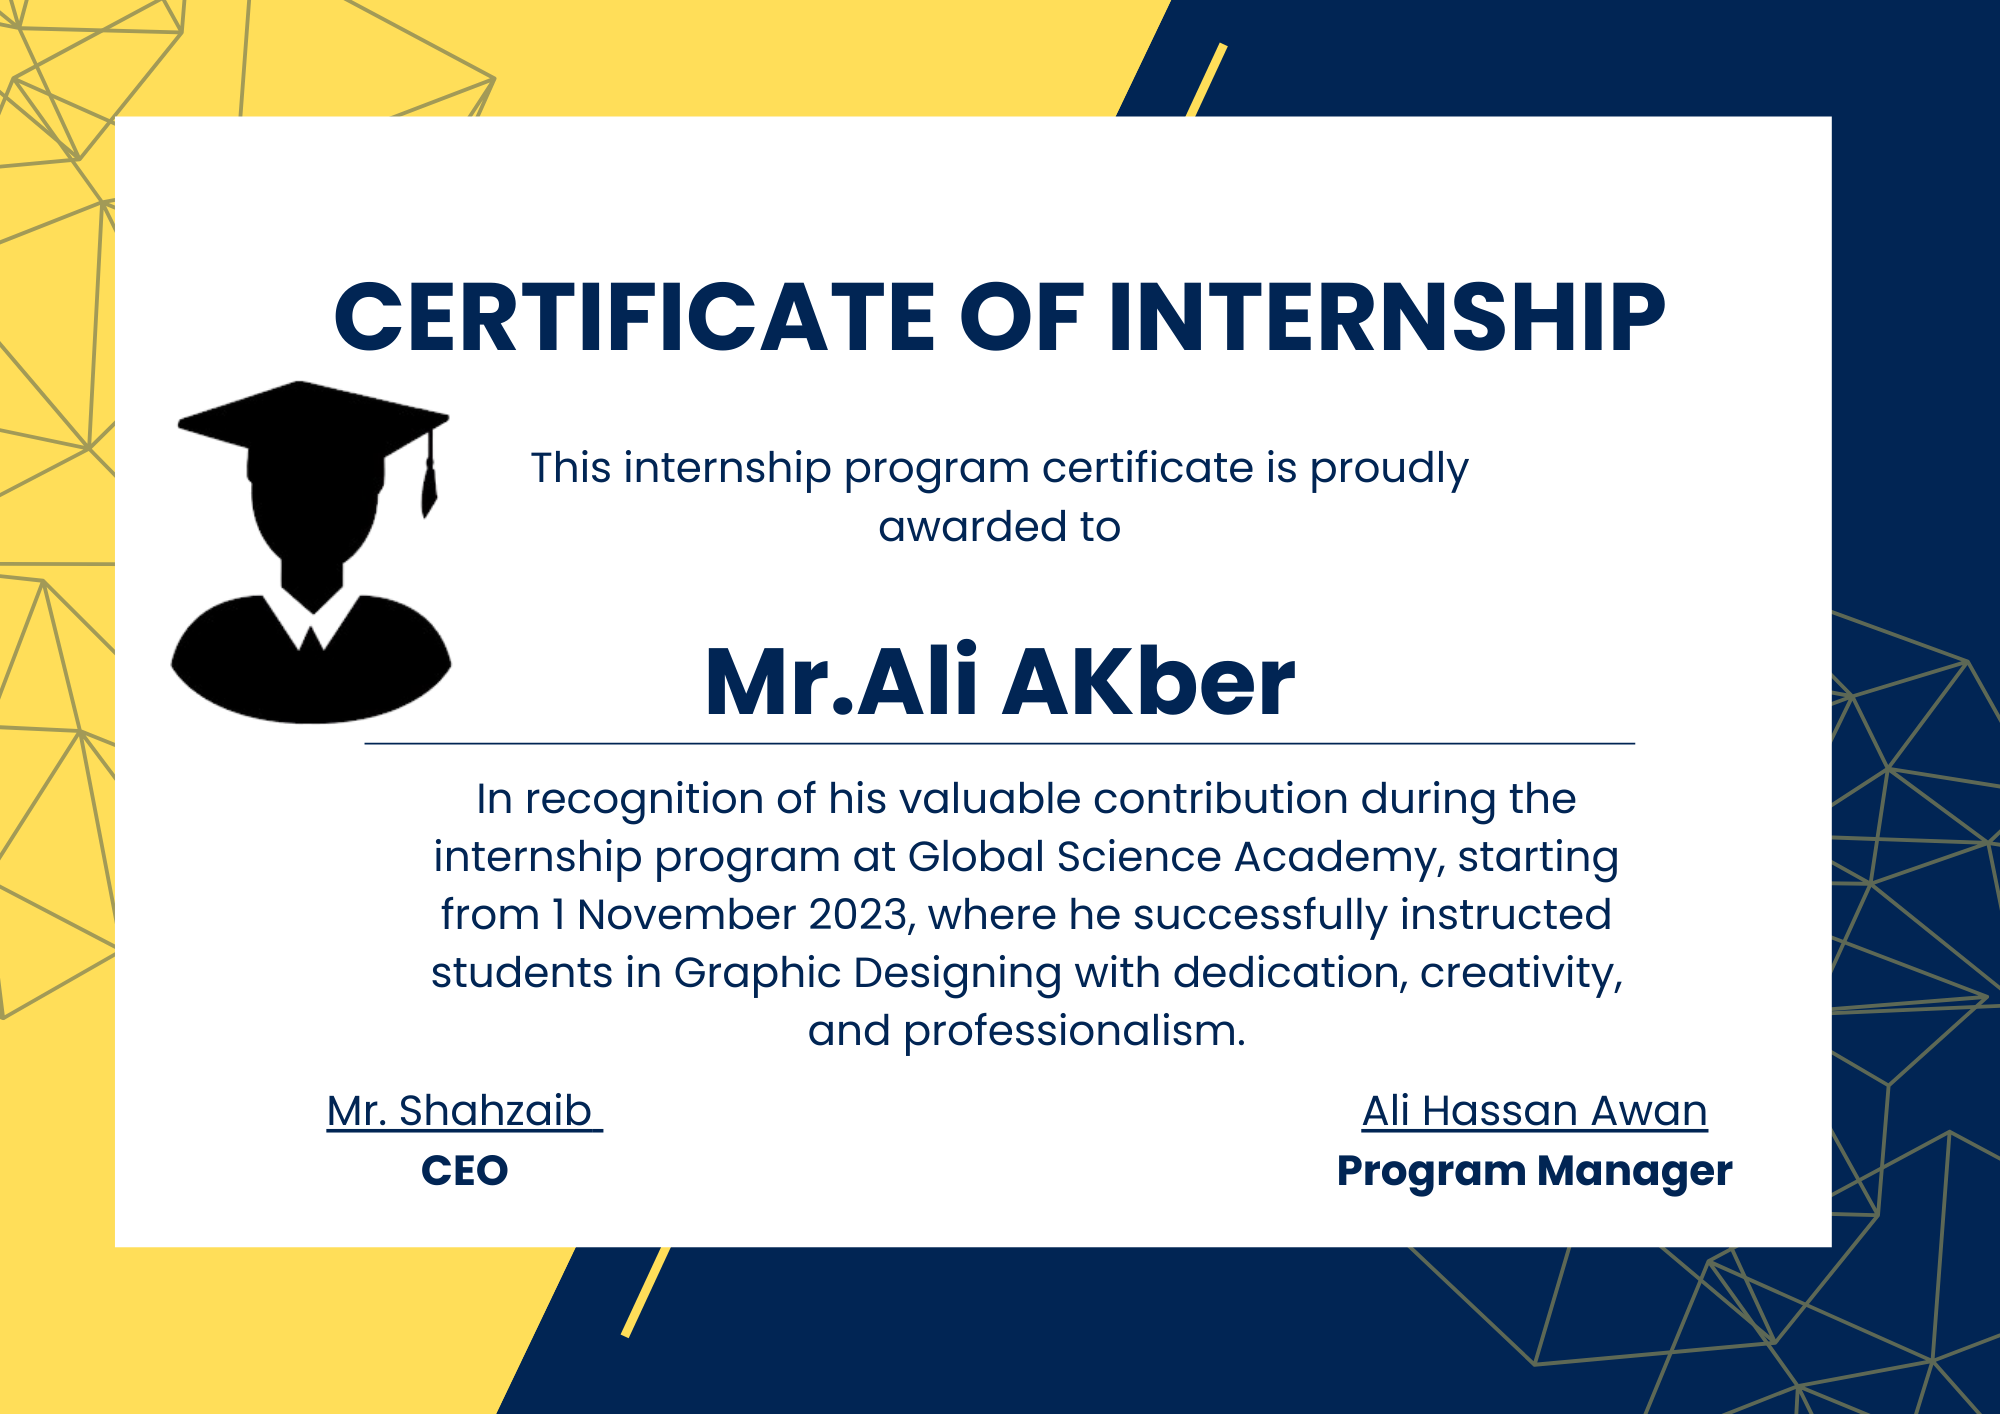 CERTIFICATE OF INTERNSHIP
This internship program certificate is proudly
awarded to
Mr.Ali AKber
In recognition of his valuable contribution during the
internship program at Global Science Academy, starting
from 1 November 2023, where he successfully instructed
students in Graphic Designing with dedication, creativity,
and professionalism.
Mr. Shahzaib
CEO
Ali Hassan Awan
Program Manager